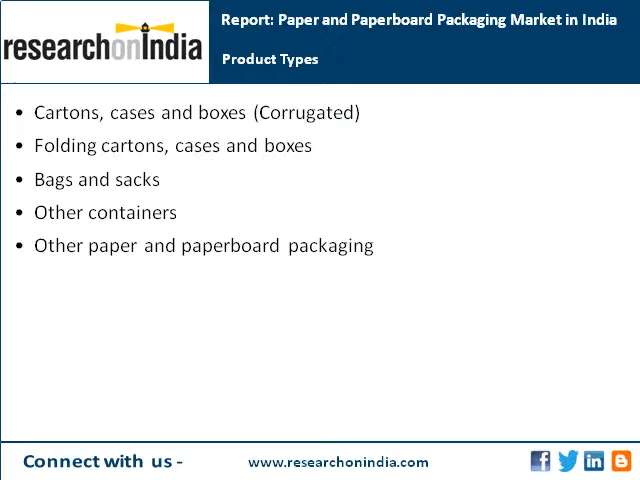 researchonIndia
Report: Paper and Paperboard Packaging Market in India
Product Types
• Cartons, cases and boxes (Corrugated)
• Folding cartons, cases and boxes
• Bags and sacks
• Other containers
• Other paper and paperboard packaging
Connect with us -
www.researchonindia.com